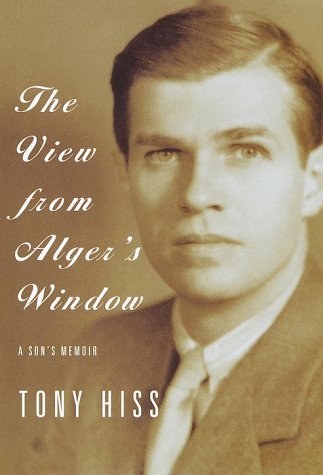 The
View
from
Alger's
Window
A SON'S MEMOIR
TONY HISS